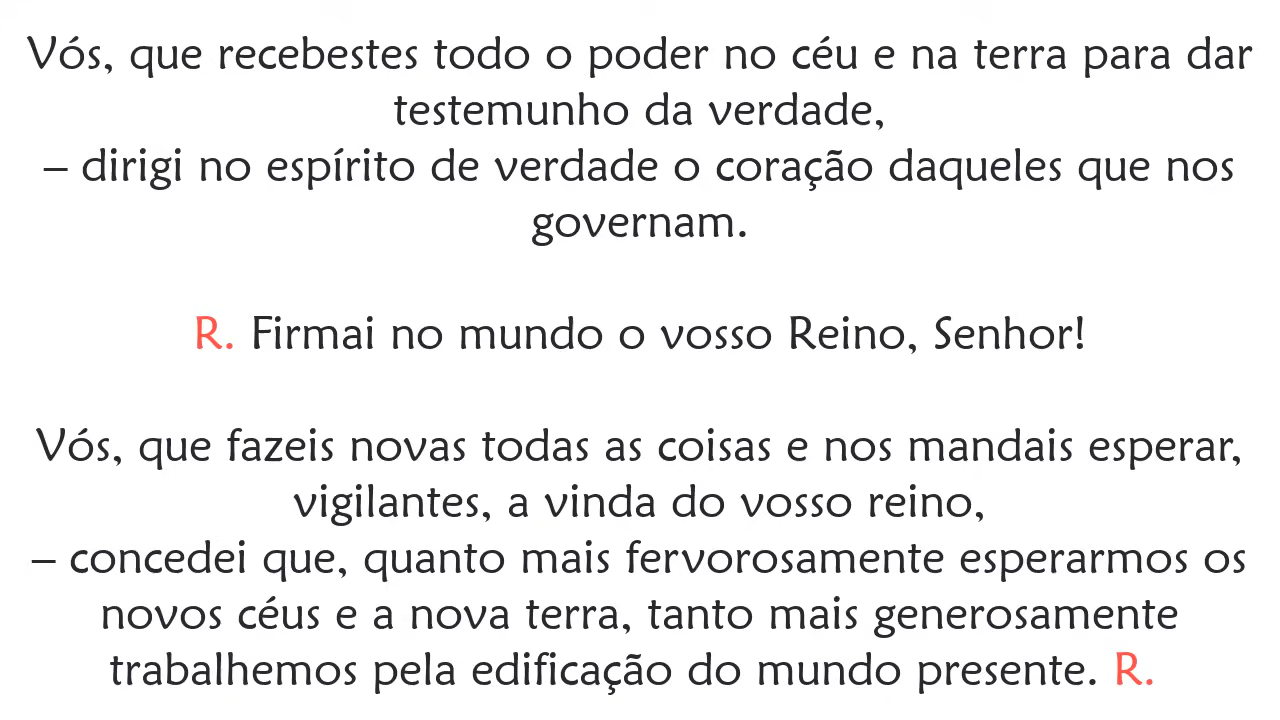 Vós, que recebestes todo o poder no céu e na terra para dar
testemunho da verdade,
– dirigi no espírito de verdade o coração daqueles que nos
governam.
R. Firmai no mundo o vosso Reino, Senhor!
Vós, que fazeis novas todas as coisas e nos mandais esperar,
vigilantes, a vinda do vosso reino,
– concedei que, quanto mais fervorosamente esperarmos os
novos céus e a nova terra, tanto mais generosamente
trabalhemos pela edificação do mundo presente. R.